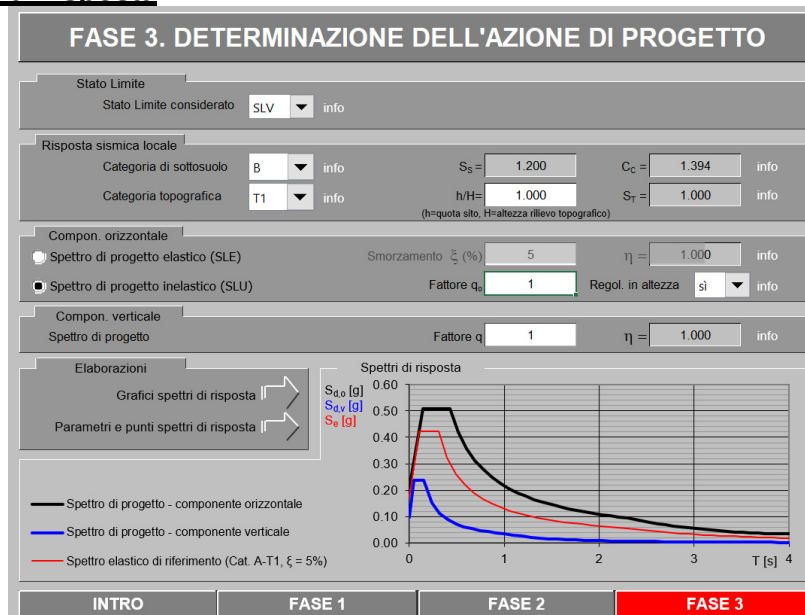 FASE 3. DETERMINAZIONE DELL'AZIONE DI PROGETTO
Stato Limite
Stato Limite considerato SLV info
Risposta sismica locale
Categoria di sottosuolo B info SS = 1.200 CC = 1.394 info
Categoria topografica T1 info h/H= 1.000 ST = 1.000 info
(h=quota sito, H=altezza rilievo topografico)
Compon. orizzontale
Spettro di progetto elastico (SLE) Smorzamento ξ (%) 5 η = 1.000 info
Spettro di progetto inelastico (SLU) Fattore qo 1 Regol. in altezza sì info
Compon. verticale
Spettro di progetto Fattore q 1 η = 1.000 info
Elaborazioni
Grafici spettri di risposta
Parametri e punti spettri di risposta
Spettri di risposta
Sd,o [g]
Sd,v [g]
Se [g]
0.60
0.50
0.40
0.30
0.20
0.10
0.00
0 1 2 3 T [s] 4
Spettro di progetto - componente orizzontale
Spettro di progetto - componente verticale
Spettro elastico di riferimento (Cat. A-T1, ξ = 5%)
INTRO FASE 1 FASE 2 FASE 3